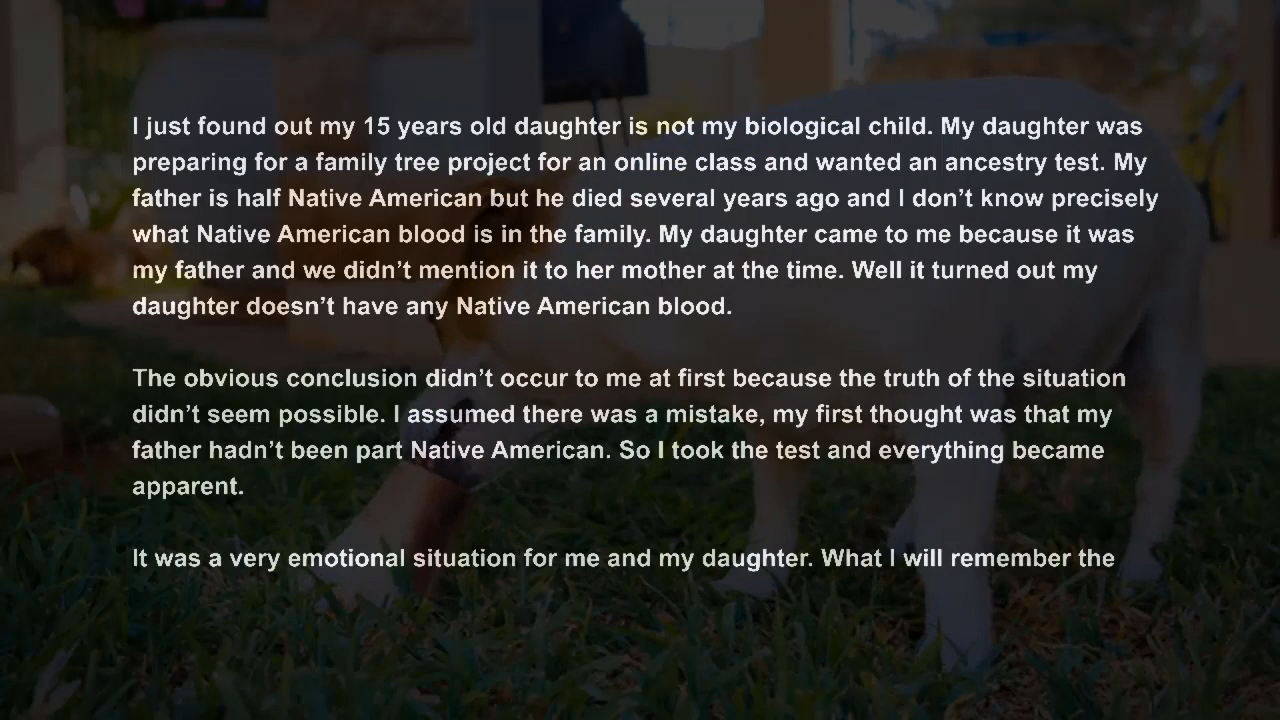 I just found out my 15 years old daughter is not my biological child. My daughter was
preparing for a family tree project for an online class and wanted an ancestry test. My
father is half Native American but he died several years ago and I don’t know precisely
what Native American blood is in the family. My daughter came to me because it was
my father and we didn’t mention it to her mother at the time. Well it turned out my
daughter doesn’t have any Native American blood.
The obvious conclusion didn’t occur to me at first because the truth of the situation
didn’t seem possible. I assumed there was a mistake, my first thought was that my
father hadn’t been part Native American. So I took the test and everything became
apparent.
It was a very emotional situation for me and my daughter. What I will remember the